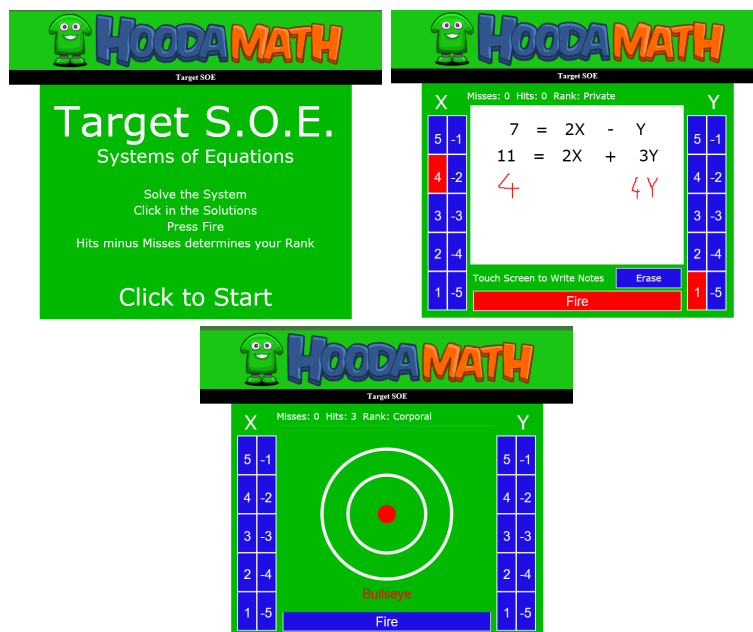 HOODAMATH
Target SOE
Target S.O.E.
Systems of Equations
Solve the System
Click in the Solutions
Press Fire
Hits minus Misses determines your Rank
Click to Start
HOODAMATH
Target SOE
Misses: 0 Hits: 0 Rank: Private
X
Y
7 = 2X - Y
11 = 2X + 3Y
4 4Y
5 -1
4 -2
3 -3
2 -4
1 -5
5 -1
4 -2
3 -3
2 -4
1 -5
Touch Screen to Write Notes
Erase
Fire
HOODAMATH
Target SOE
Misses: 0 Hits: 3 Rank: Corporal
X
Y
5 -1
4 -2
3 -3
2 -4
1 -5
5 -1
4 -2
3 -3
2 -4
1 -5
Bullseye
Fire